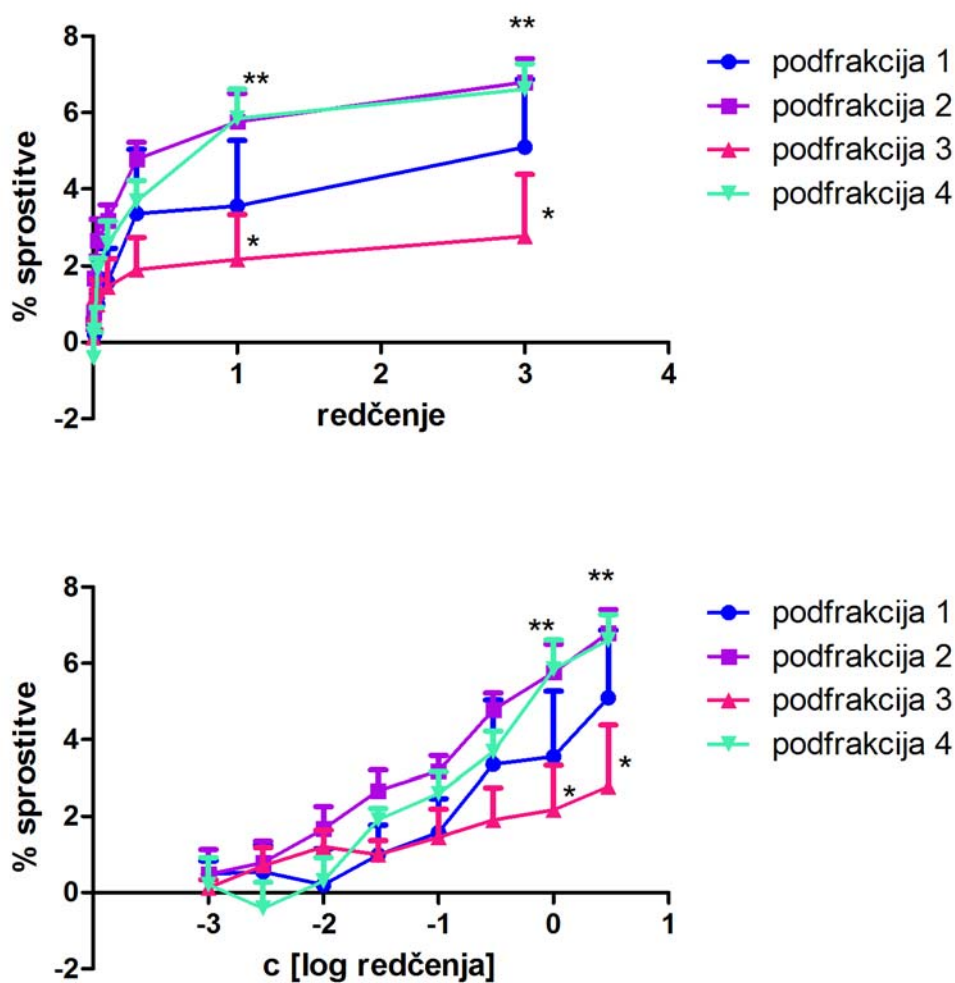 8
6
4
2
0
-2
% sprostitve
**
**
*
*
1
2
3
4
redčenje
podfrakcija 1
podfrakcija 2
podfrakcija 3
podfrakcija 4
8
6
4
2
0
-2
% sprostitve
**
**
*
*
-3
-2
-1
0
1
c [log redčenja]
podfrakcija 1
podfrakcija 2
podfrakcija 3
podfrakcija 4